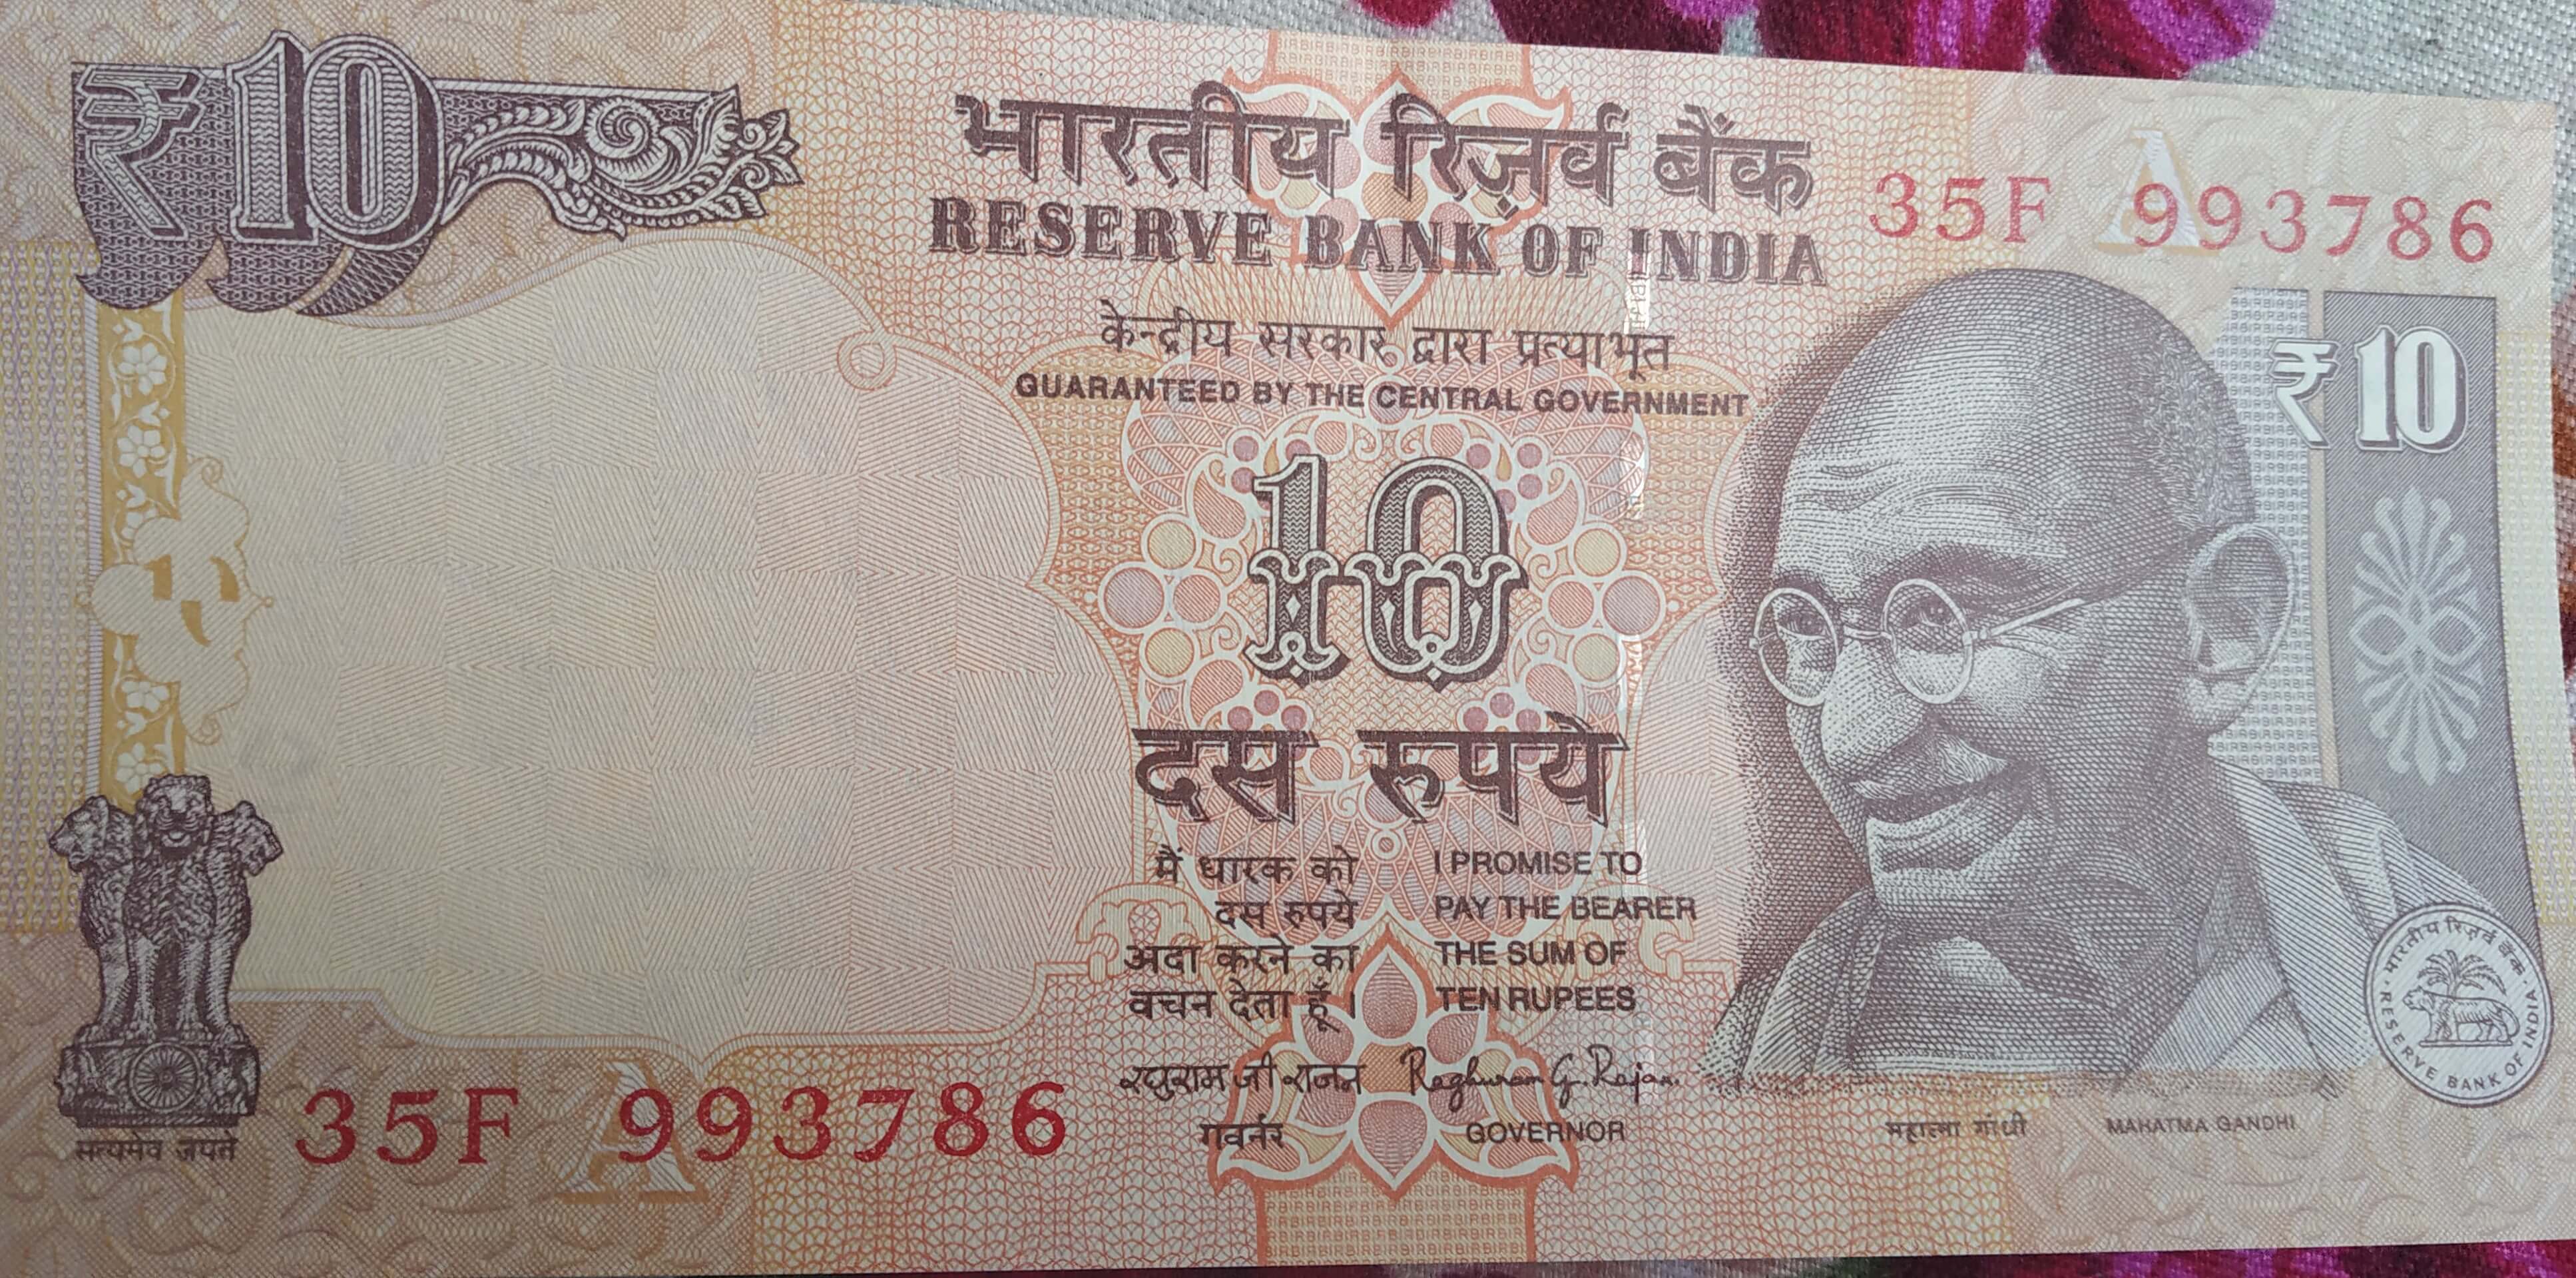 ₹10
भारतीय रिज़र्व बैंक
RESERVE BANK OF INDIA
35F 993786
केन्द्रीय सरकार द्वारा प्रत्याभूत
GUARANTEED BY THE CENTRAL GOVERNMENT
₹10
10
दस रूपये
मैं धारक को
दस रुपये
अदा करने का
वचन देता हूँ ।
I PROMISE TO
PAY THE BEARER
THE SUM OF
TEN RUPEES
रघुराम जी राजन Raghuram G. Rajan
गवर्नर GOVERNOR
सत्यमेव जयते
35F 993786
A
A
महात्मा गांधी MAHATMA GANDHI
भारतीय रिज़र्व बैंक
RESERVE BANK OF INDIA